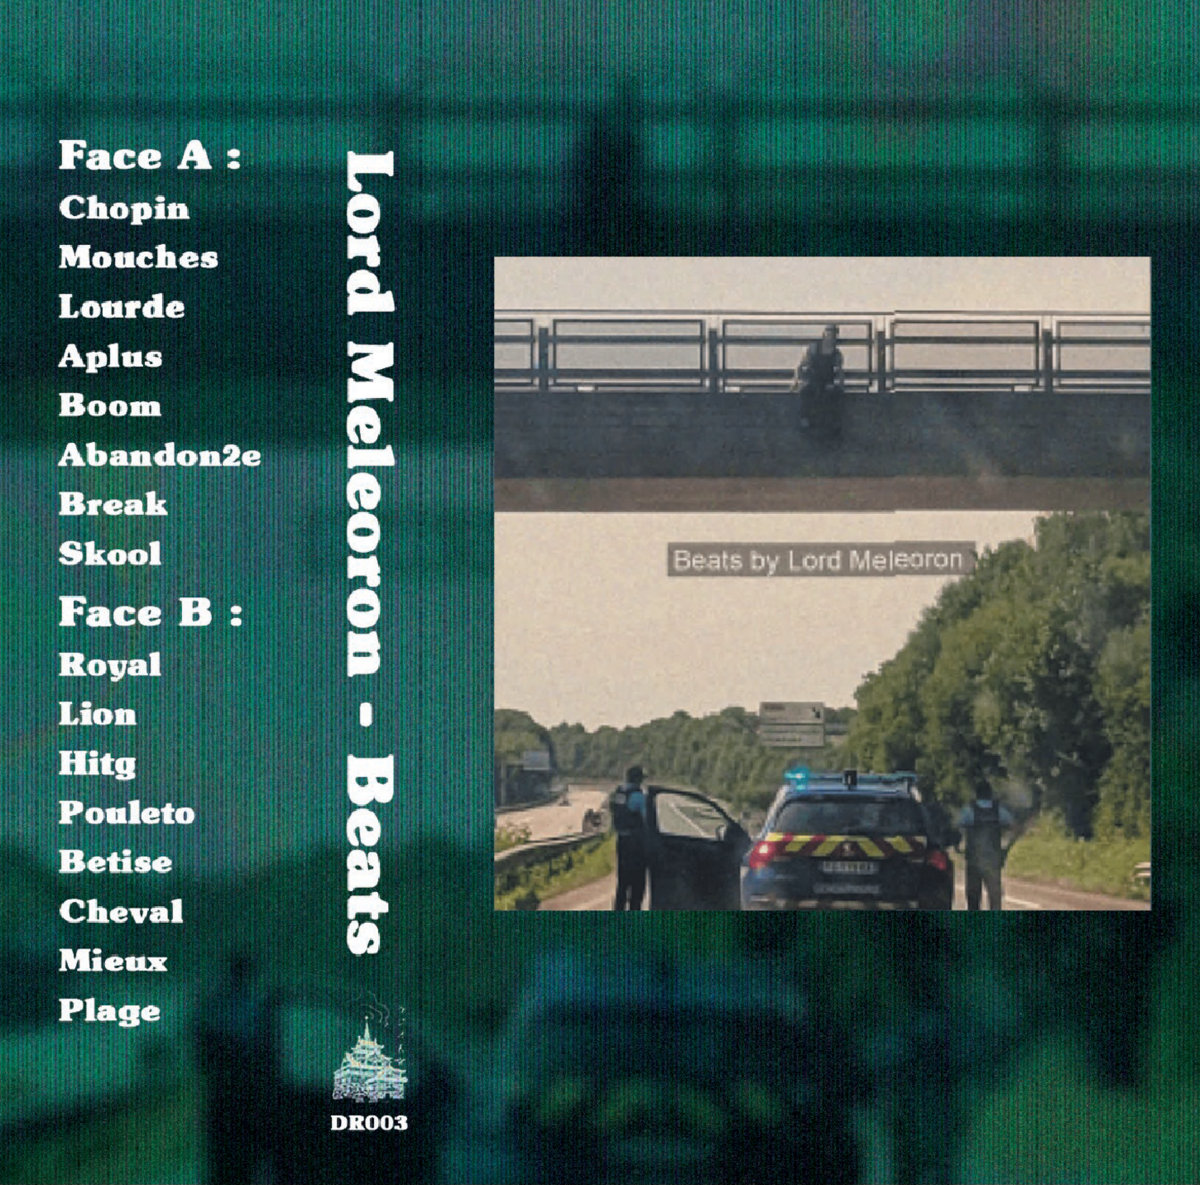 Face A :
Chopin
Mouches
Lourde
Aplus
Boom
Abandon2e
Break
Skool
Face B :
Royal
Lion
Hitg
Pouleto
Betise
Cheval
Mieux
Plage
Lord Meleoron - Beats
DR003
Beats by Lord Meleoron